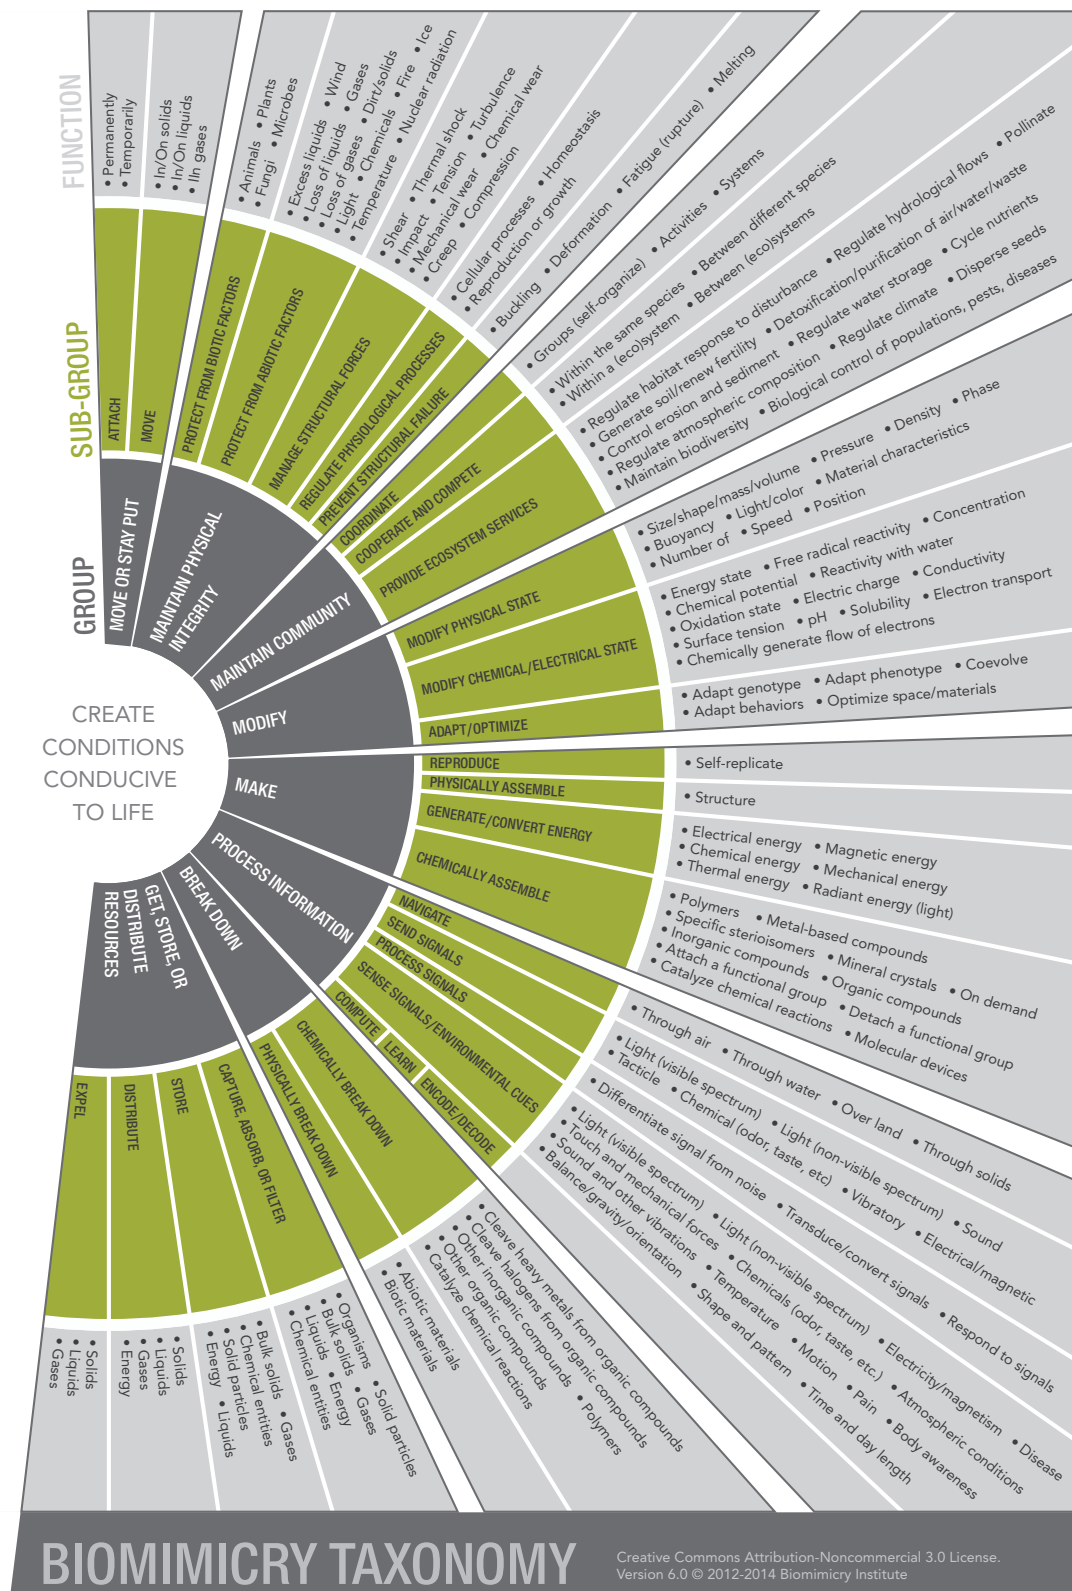 FUNCTION
SUB-GROUP
GROUP
CREATE
CONDITIONS
CONDUCIVE
TO LIFE
MOVE OR STAY PUT
ATTACH
• Permanently
• Temporarily
MOVE
• In/On solids
• In/On liquids
• IIn gases
MAINTAIN PHYSICAL
INTEGRITY
PROTECT FROM BIOTIC FACTORS
• Animals • Plants
• Fungi • Microbes
PROTECT FROM ABIOTIC FACTORS
• Excess liquids • Wind
• Loss of liquids • Gases
• Loss of gases • Dirt/solids
• Light • Chemicals • Fire • Ice
• Temperature • Nuclear radiation
MANAGE STRUCTURAL FORCES
• Shear • Thermal shock
• Impact • Tension • Turbulence
• Mechanical wear • Chemical wear
• Creep • Compression
REGULATE PHYSIOLOGICAL PROCESSES
• Cellular processes • Homeostasis
• Reproduction or growth
PREVENT STRUCTURAL FAILURE
• Buckling • Deformation • Fatigue (rupture) • Melting
MAINTAIN COMMUNITY
COORDINATE
• Groups (self-organize) • Activities • Systems
COOPERATE AND COMPETE
• Within the same species • Between different species
• Within a (eco)system • Between (eco)systems
PROVIDE ECOSYSTEM SERVICES
• Regulate habitat response to disturbance • Regulate hydrological flows • Pollinate
• Generate soil/renew fertility • Detoxification/purification of air/water/waste
• Control erosion and sediment • Regulate water storage • Cycle nutrients
• Regulate atmospheric composition • Regulate climate • Disperse seeds
• Maintain biodiversity • Biological control of populations, pests, diseases
MODIFY
MODIFY PHYSICAL STATE
• Size/shape/mass/volume • Pressure • Density • Phase
• Buoyancy • Light/color • Material characteristics
• Number of • Speed • Position
MODIFY CHEMICAL/ELECTRICAL STATE
• Energy state • Free radical reactivity • Concentration
• Chemical potential • Reactivity with water
• Oxidation state • Electric charge • Conductivity
• Surface tension • pH • Solubility • Electron transport
• Chemically generate flow of electrons
ADAPT/OPTIMIZE
• Adapt genotype • Adapt phenotype • Coevolve
• Adapt behaviors • Optimize space/materials
MAKE
REPRODUCE
• Self-replicate
PHYSICALLY ASSEMBLE
• Structure
GENERATE/CONVERT ENERGY
• Electrical energy • Magnetic energy
• Chemical energy • Mechanical energy
• Thermal energy • Radiant energy (light)
CHEMICALLY ASSEMBLE
• Polymers • Metal-based compounds
• Specific sterioisomers • Mineral crystals • On demand
• Inorganic compounds • Organic compounds
• Attach a functional group • Detach a functional group
• Catalyze chemical reactions • Molecular devices
PROCESS INFORMATION
NAVIGATE
• Through air • Through water • Over land • Through solids
SEND SIGNALS
• Light (visible spectrum) • Light (non-visible spectrum) • Sound
• Tacticle • Chemical (odor, taste, etc) • Vibratory • Electrical/magnetic
PROCESS SIGNALS
• Differentiate signal from noise • Transduce/convert signals • Respond to signals
SENSE SIGNALS/ENVIRONMENTAL CUES
• Light (visible spectrum) • Light (non-visible spectrum) • Electricity/magnetism • Disease
• Touch and mechanical forces • Chemicals (odor, taste, etc.) • Atmospheric conditions
• Sound and other vibrations • Temperature • Motion • Pain • Body awareness
• Balance/gravity/orientation • Shape and pattern • Time and day length
COMPUTE
LEARN
ENCODE/DECODE
BREAK DOWN
CHEMICALLY BREAK DOWN
• Cleave heavy metals from organic compounds
• Cleave halogens from organic compounds
• Other inorganic compounds • Polymers
• Other organic compounds
• Catalyze chemical reactions
PHYSICALLY BREAK DOWN
• Abiotic materials
• Biotic materials
GET, STORE, OR
DISTRIBUTE
RESOURCES
CAPTURE, ABSORB, OR FILTER
• Organisms • Solid particles
• Bulk solids • Gases
• Liquids • Energy
• Chemical entities
STORE
• Bulk solids • Gases
• Chemical entities
• Solid particles
• Energy • Liquids
DISTRIBUTE
• Solids
• Liquids
• Gases
• Energy
EXPEL
• Solids
• Liquids
• Gases
BIOMIMICRY TAXONOMY
Creative Commons Attribution-Noncommercial 3.0 License.
Version 6.0 © 2012-2014 Biomimicry Institute